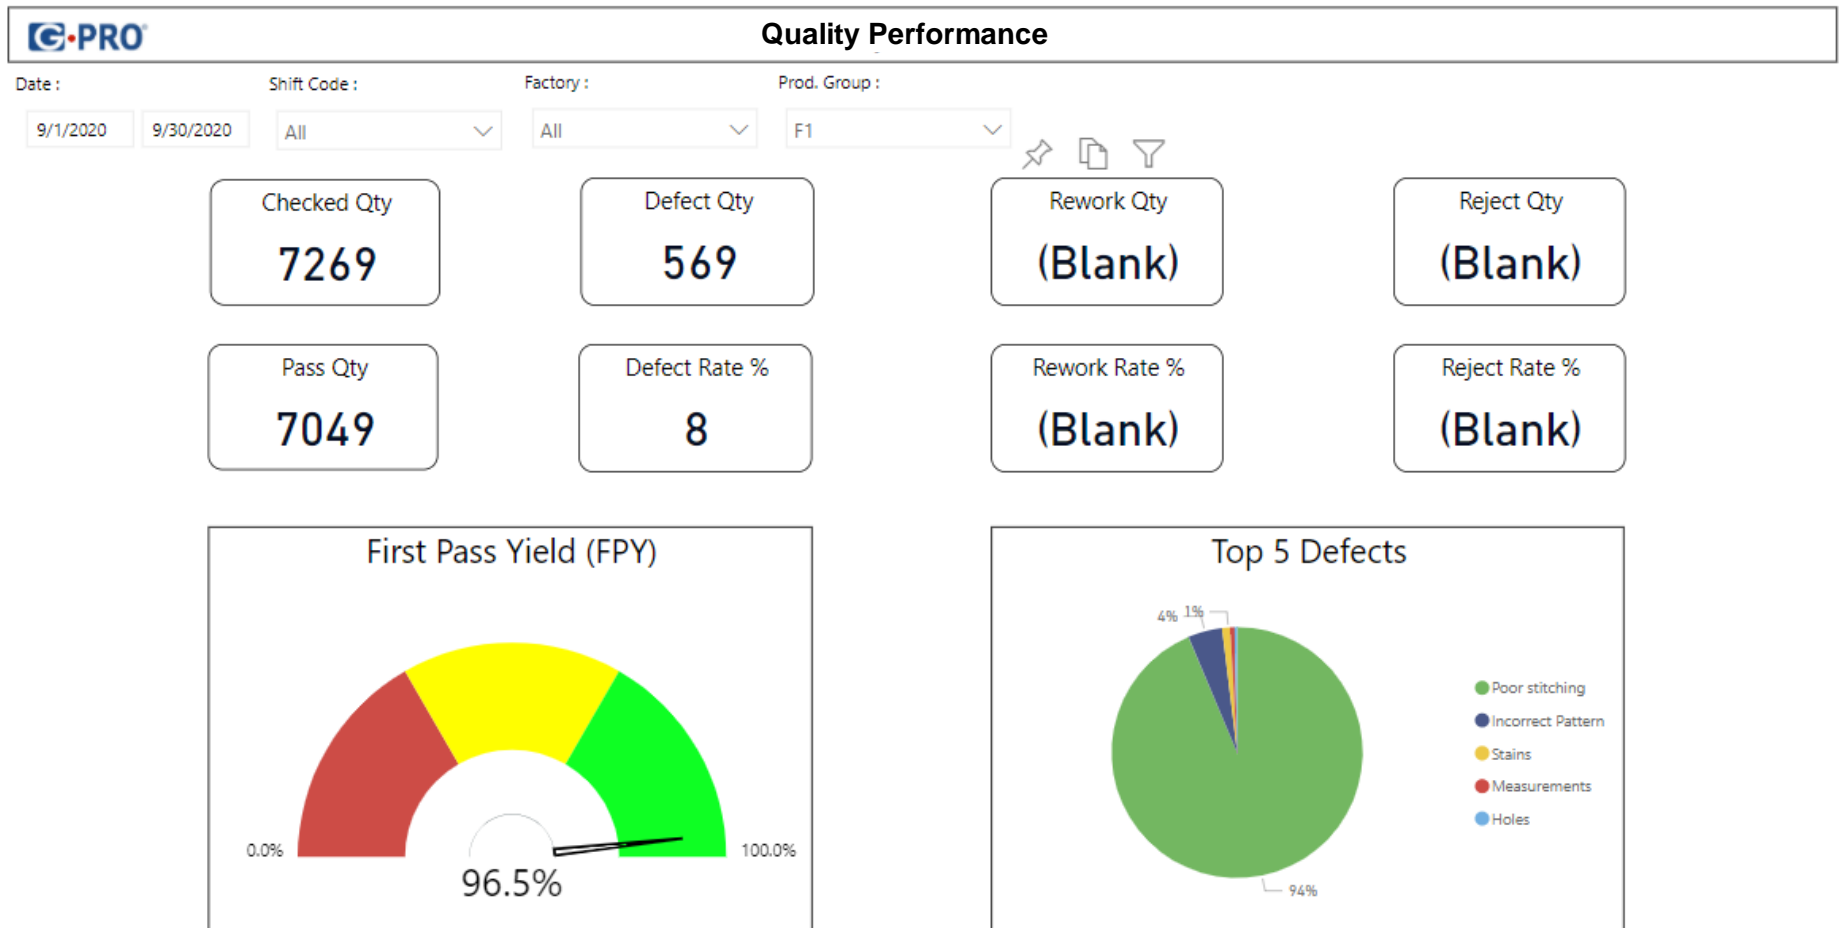 G•PRO®
Quality Performance
Date :
Shift Code :
Factory :
Prod. Group :
9/1/2020
9/30/2020
All
All
F1
Checked Qty
Defect Qty
Rework Qty
Reject Qty
7269
569
(Blank)
(Blank)
Pass Qty
Defect Rate %
Rework Rate %
Reject Rate %
7049
8
(Blank)
(Blank)
First Pass Yield (FPY)
0.0%
100.0%
96.5%
Top 5 Defects
4%
1%
94%
Poor stitching
Incorrect Pattern
Stains
Measurements
Holes